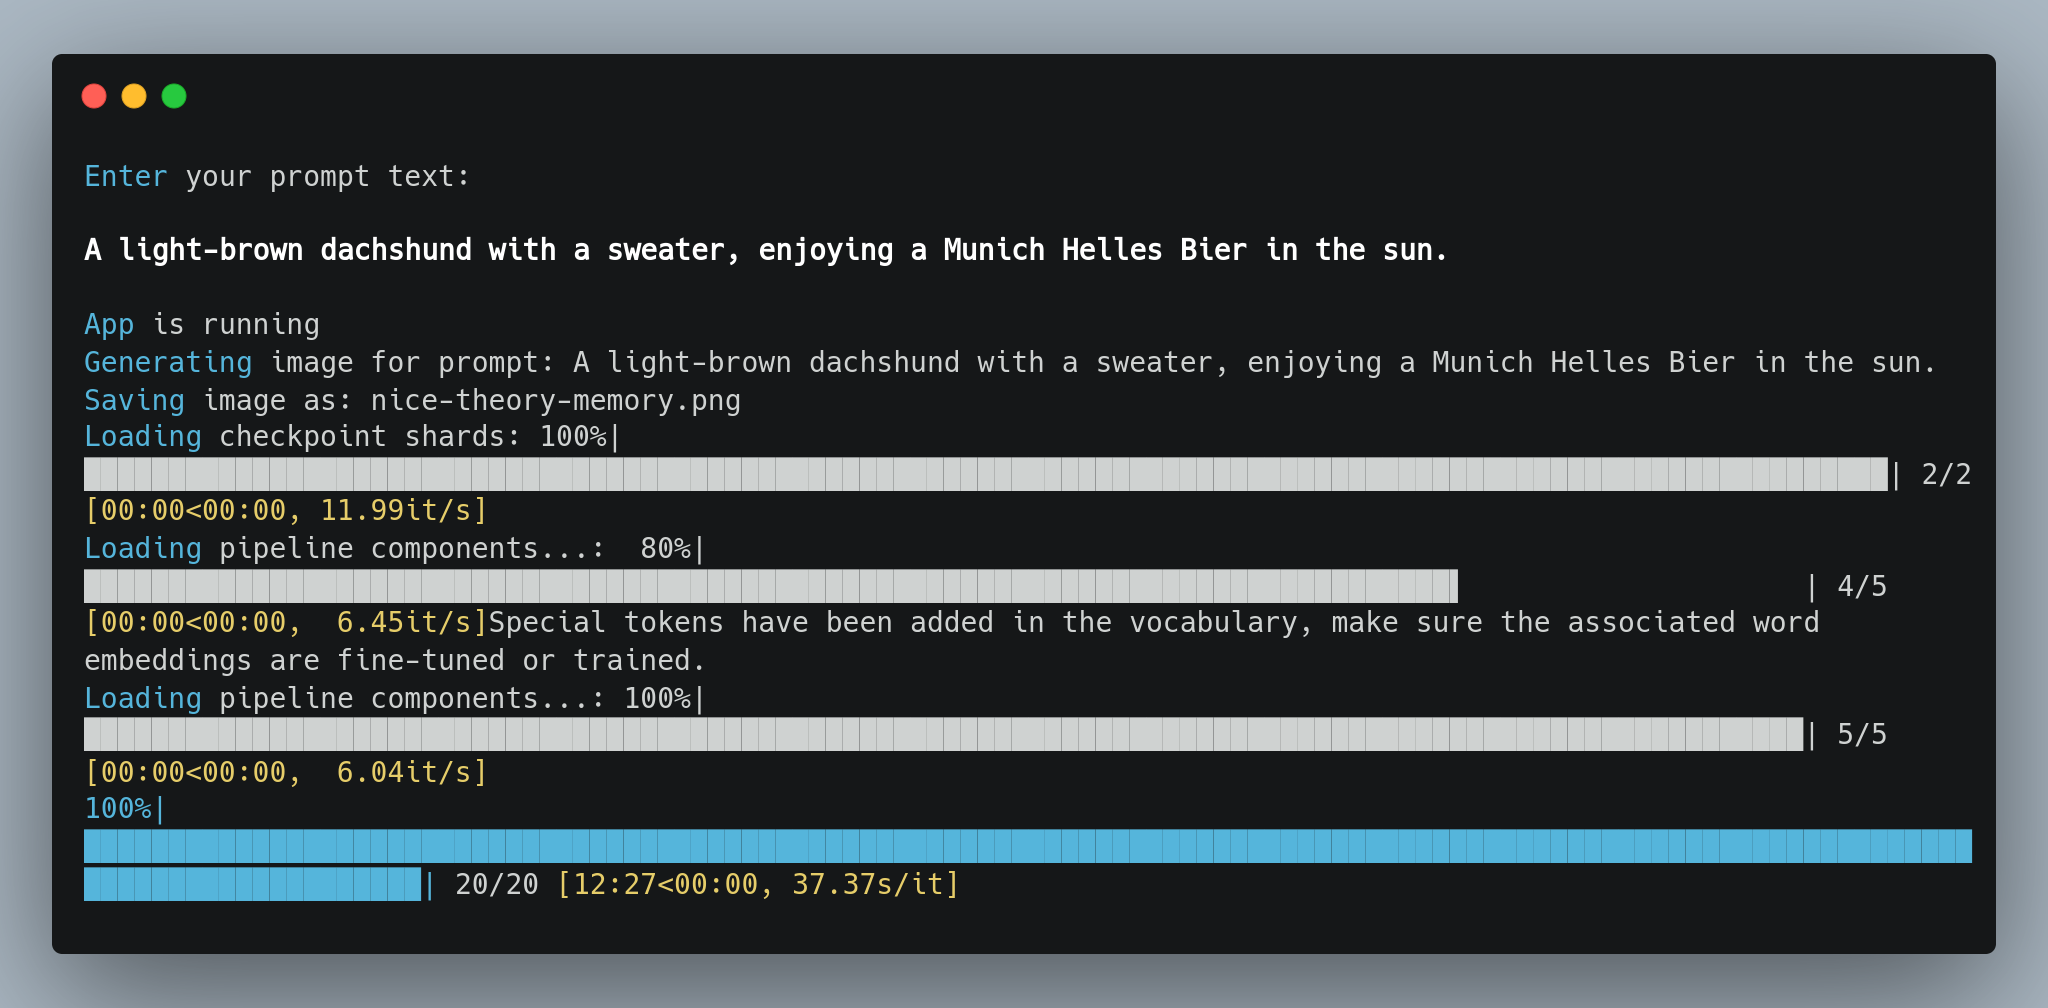 Enter your prompt text:
A light-brown dachshund with a sweater, enjoying a Munich Helles Bier in the sun.
App is running
Generating image for prompt: A light-brown dachshund with a sweater, enjoying a Munich Helles Bier in the sun.
Saving image as: nice-theory-memory.png
Loading checkpoint shards: 100%|
| 2/2
[00:00<00:00, 11.99it/s]
Loading pipeline components...:  80%|
| 4/5
[00:00<00:00,  6.45it/s]Special tokens have been added in the vocabulary, make sure the associated word
embeddings are fine-tuned or trained.
Loading pipeline components...: 100%|
| 5/5
[00:00<00:00,  6.04it/s]
100%|
| 20/20 [12:27<00:00, 37.37s/it]